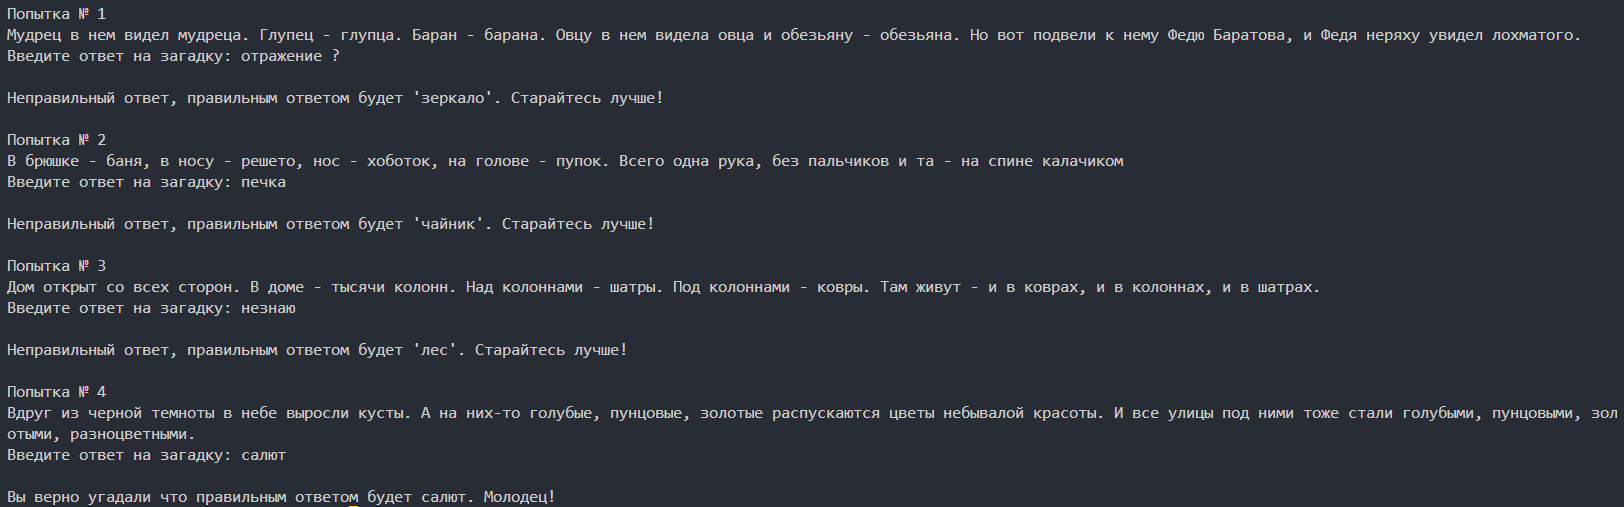 Попытка № 1
Мудрец в нем видел мудреца. Глупец - глупца. Баран - барана. Овцу в нем видела овца и обезьяну - обезьяна. Но вот подвели к нему Федю Баратова, и Федя неряху увидел лохматого.
Введите ответ на загадку: отражение ?
Неправильный ответ, правильным ответом будет 'зеркало'. Старайтесь лучше!
Попытка № 2
В брюшке - баня, в носу - решето, нос - хоботок, на голове - пупок. Всего одна рука, без пальчиков и та - на спине калачиком
Введите ответ на загадку: печка
Неправильный ответ, правильным ответом будет 'чайник'. Старайтесь лучше!
Попытка № 3
Дом открыт со всех сторон. В доме - тысячи колонн. Над колоннами - шатры. Под колоннами - ковры. Там живут - и в коврах, и в колоннах, и в шатрах.
Введите ответ на загадку: незнаю
Неправильный ответ, правильным ответом будет 'лес'. Старайтесь лучше!
Попытка № 4
Вдруг из черной темноты в небе выросли кусты. А на них-то голубые, пунцовые, золотые распускаются цветы небывалой красоты. И все улицы под ними тоже стали голубыми, пунцовыми, зол
отыми, разноцветными.
Введите ответ на загадку: салют
Вы верно угадали что правильным ответом будет салют. Молодец!